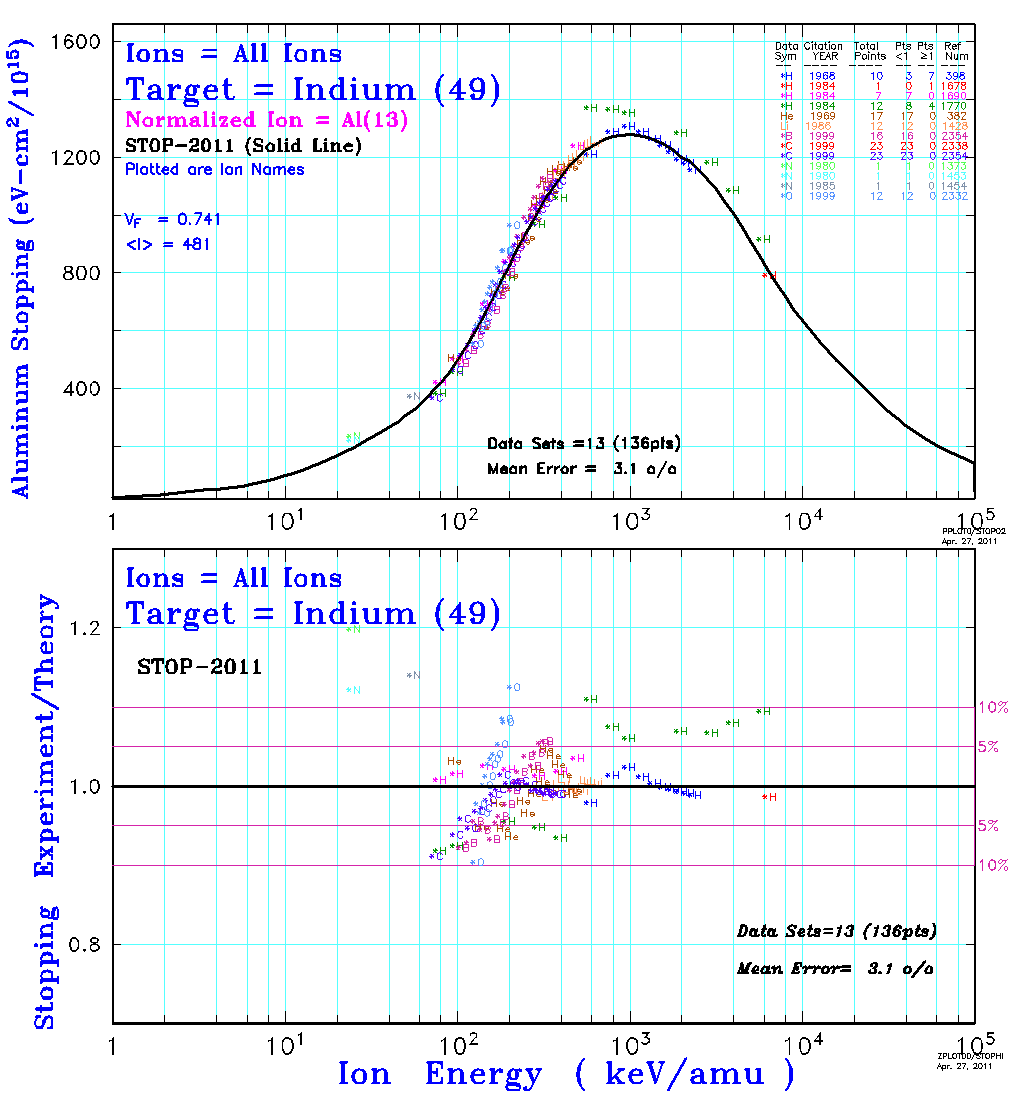 Ions = All Ions
Target = Indium (49)
Normalized Ion = Al(13)
STOP-2011 (Solid Line)
Plotted are Ion Names
VF = 0.741
<I> = 481
Data Citation Total Pts Pts Ref
Sym YEAR Points <1 ≥1 Num
*H 1968 10 3 7 398
*H 1984 1 0 1 1678
*H 1984 7 7 0 1690
*H 1984 12 8 4 1770
He 1969 17 17 0 382
Li 1986 12 12 0 1428
*B 1999 16 16 0 2354
*C 1999 23 23 0 2338
*C 1999 23 23 0 2354
*N 1980 1 1 0 1373
*N 1980 1 1 0
*N 1985 1 1 0 1454
*O 1999 12 12 0 2332
Aluminum Stopping (eV-cm²/10¹⁵)
1600
1200
800
400
Data Sets =13 (136pts)
Mean Error = 3.1 o/o
1 10¹ 10² 10³ 10⁴ 10⁵
PPLOT0/STOP02
Apr. 27, 2011
Ions = All Ions
Target = Indium (49)
STOP-2011
Stopping Experiment/Theory
1.2
1.0
0.8
10%
5%
5%
10%
Data Sets=13 (136pts)
Mean Error= 3.1 o/o
1 10¹ 10² 10³ 10⁴ 10⁵
Ion Energy ( keV/amu )
Apr. 27, 2011